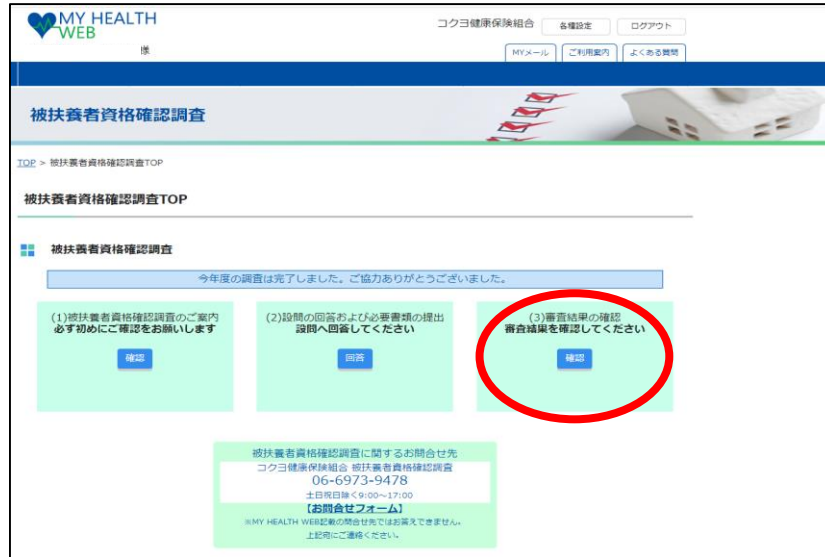 MY HEALTH WEB
コクヨ健康保険組合 各種設定 ログアウト
様
MYメール ご利用案内 よくある質問
被扶養者資格確認調査
TOP > 被扶養者資格確認調査TOP
被扶養者資格確認調査TOP
被扶養者資格確認調査
今年度の調査は完了しました。ご協力ありがとうございました。
(1)被扶養者資格確認調査のご案内
必ず初めにご確認をお願いします
確認
(2)設問の回答および必要書類の提出
設問へ回答してください
回答
(3)審査結果の確認
審査結果を確認してください
確認
被扶養者資格確認調査に関するお問合せ先
コクヨ健康保険組合 被扶養者資格確認調査
06-6973-9478
土日祝日除く9:00～17:00
【お問合せフォーム】
※MY HEALTH WEB記載の問合せ先ではお答えできません。
上記宛にご連絡ください。